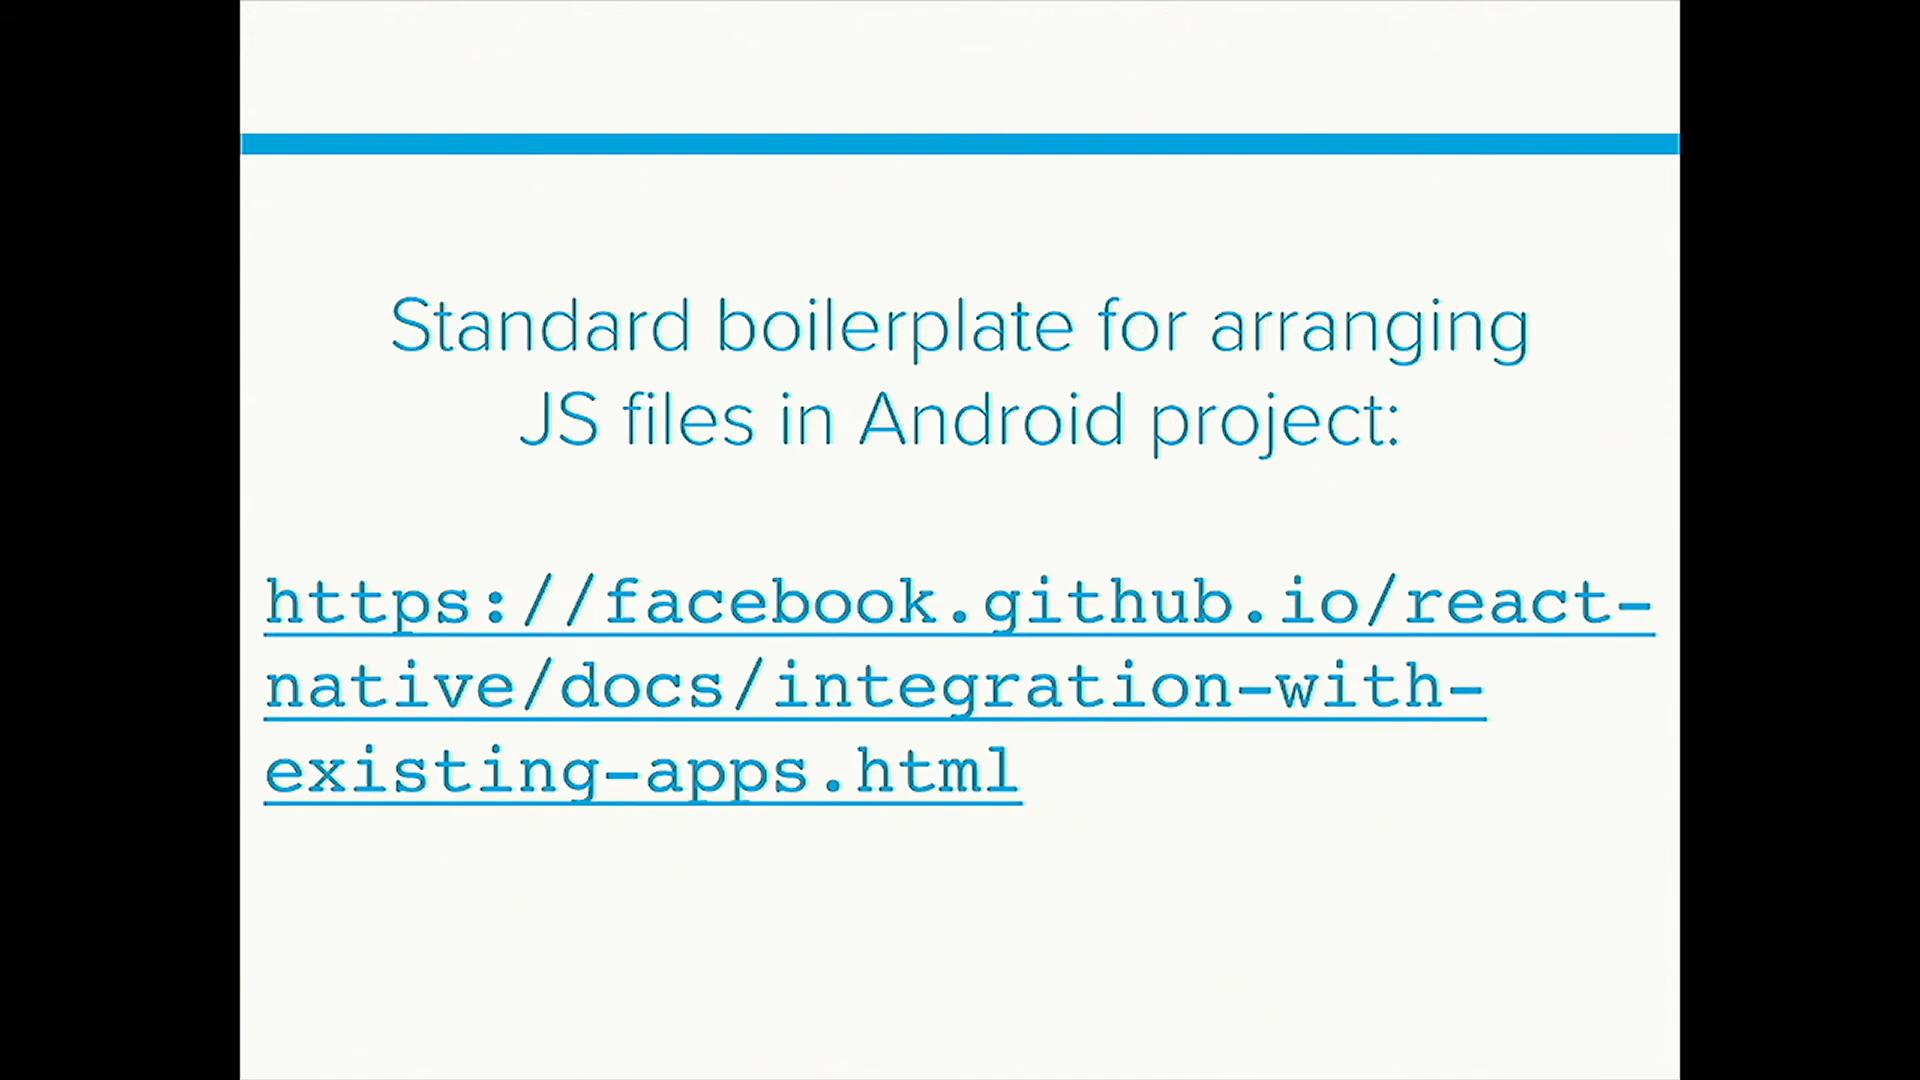 Standard boilerplate for arranging
JS files in Android project:
https://facebook.github.io/react-
native/docs/integration-with-
existing-apps.html